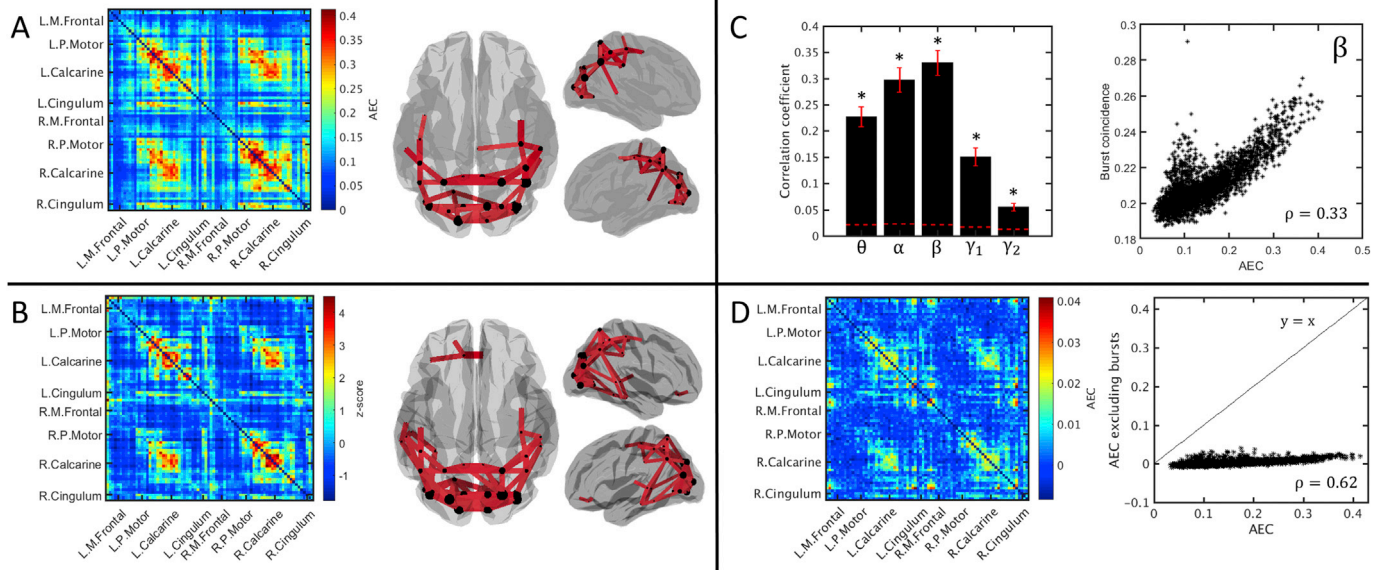 A
L.M.Frontal
L.P.Motor
L.Calcarine
L.Cingulum
R.M.Frontal
R.P.Motor
R.Calcarine
R.Cingulum
L.M.Frontal
L.P.Motor
L.Calcarine
L.Cingulum
R.M.Frontal
R.P.Motor
R.Calcarine
R.Cingulum
0.4
0.35
0.3
0.25
0.2
0.15
0.1
0.05
0
AEC
B
L.M.Frontal
L.P.Motor
L.Calcarine
L.Cingulum
R.M.Frontal
R.P.Motor
R.Calcarine
R.Cingulum
L.M.Frontal
L.P.Motor
L.Calcarine
L.Cingulum
R.M.Frontal
R.P.Motor
R.Calcarine
R.Cingulum
4
3
2
1
0
-1
z-score
C
Correlation coefficient
0.4
0.35
0.3
0.25
0.2
0.15
0.1
0.05
0
* * * * *
θ α β γ1 γ2
Burst coincidence
0.3
0.28
0.26
0.24
0.22
0.2
0.18
0 0.1 0.2 0.3 0.4 0.5
AEC
β
ρ = 0.33
D
L.M.Frontal
L.P.Motor
L.Calcarine
L.Cingulum
R.M.Frontal
R.P.Motor
R.Calcarine
R.Cingulum
L.M.Frontal
L.P.Motor
L.Calcarine
L.Cingulum
R.M.Frontal
R.P.Motor
R.Calcarine
R.Cingulum
0.04
0.03
0.02
0.01
0
AEC
AEC excluding bursts
0.4
0.3
0.2
0.1
0
-0.1
0 0.1 0.2 0.3 0.4
AEC
y = x
ρ = 0.62